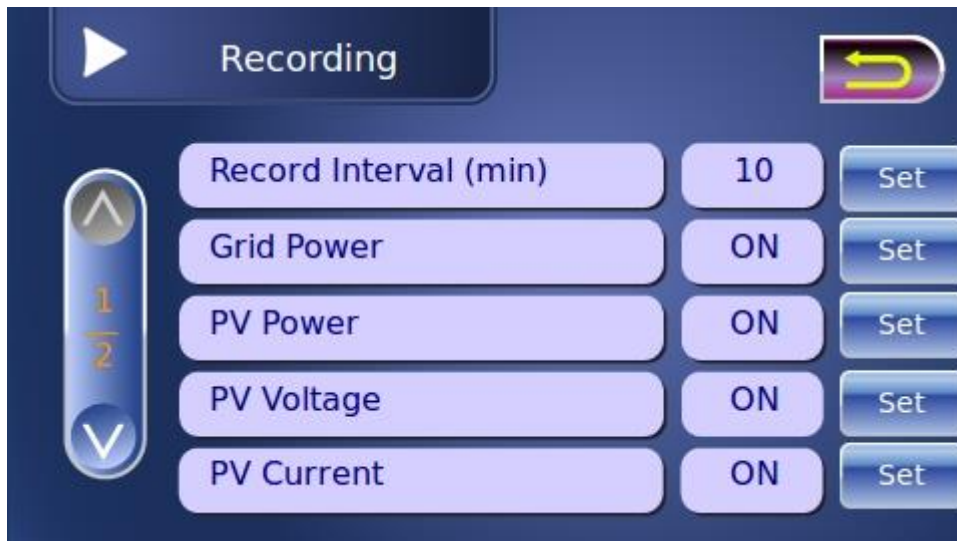 Recording
Record Interval (min) 10 Set
Grid Power ON Set
1
2
PV Power ON Set
PV Voltage ON Set
PV Current ON Set